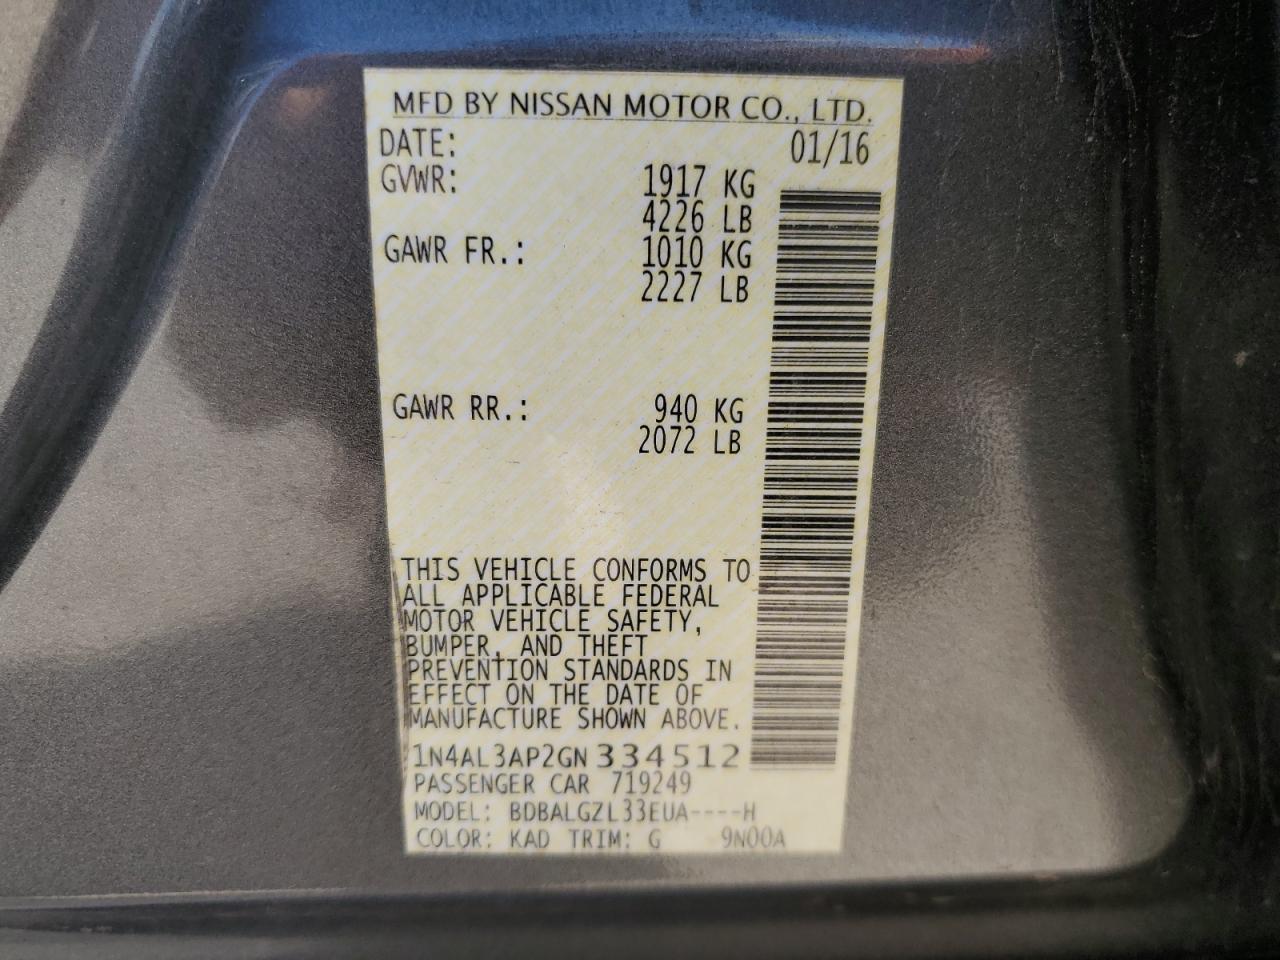 MFD BY NISSAN MOTOR CO., LTD.
DATE: 01/16
GVWR: 1917 KG
4226 LB
GAWR FR.: 1010 KG
2227 LB
GAWR RR.: 940 KG
2072 LB
THIS VEHICLE CONFORMS TO
ALL APPLICABLE FEDERAL
MOTOR VEHICLE SAFETY,
BUMPER, AND THEFT
PREVENTION STANDARDS IN
EFFECT ON THE DATE OF
MANUFACTURE SHOWN ABOVE.
1N4AL3AP2GN334512
PASSENGER CAR 719249
MODEL: BDBALGZL33EUA----H
COLOR: KAD TRIM: G 9N00A